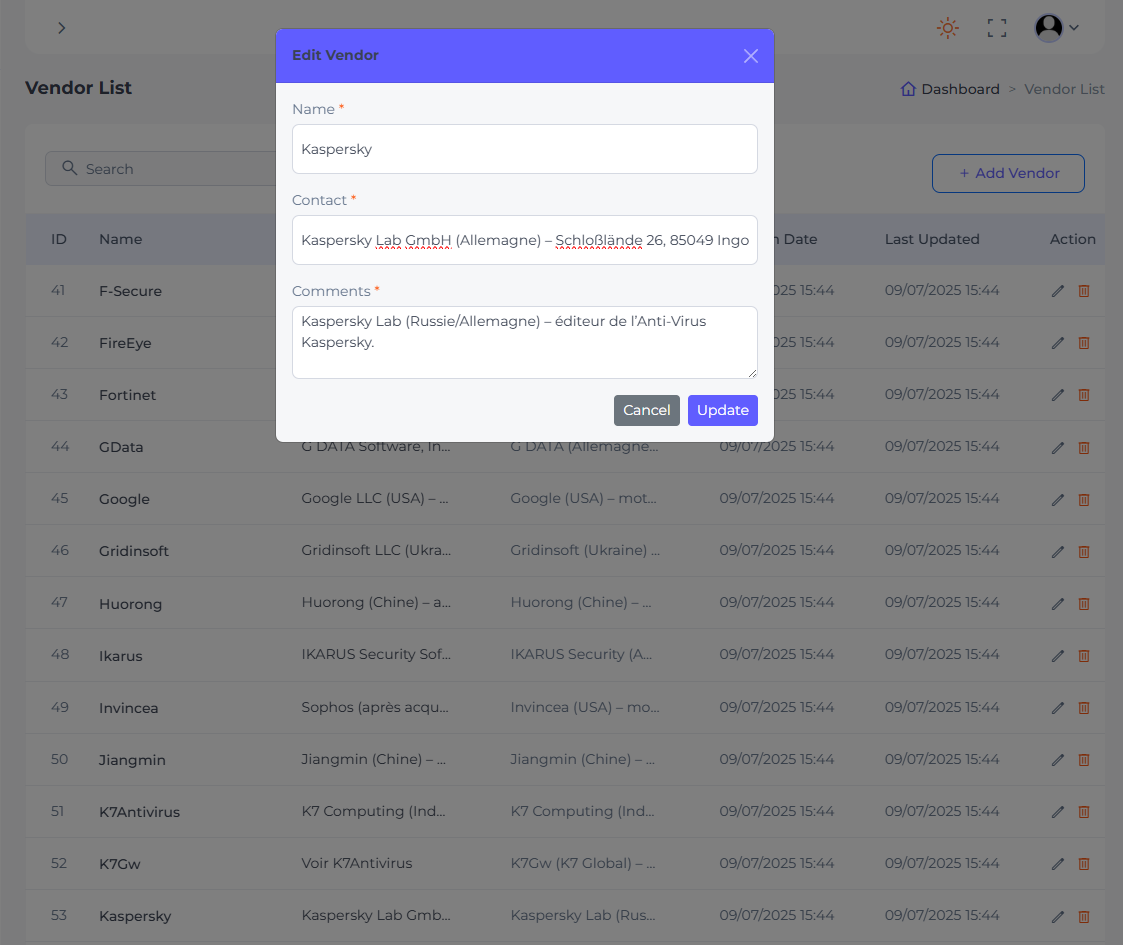 Edit Vendor
Name *
Kaspersky
Contact *
Kaspersky Lab GmbH (Allemagne) – Schloßlände 26, 85049 Ingo
Comments *
Kaspersky Lab (Russie/Allemagne) – éditeur de l’Anti-Virus
Kaspersky.
Cancel Update
Vendor List
Dashboard > Vendor List
Search
+ Add Vendor
ID Name Date Last Updated Action
41 F-Secure 2025 15:44 09/07/2025 15:44
42 FireEye 2025 15:44 09/07/2025 15:44
43 Fortinet 2025 15:44 09/07/2025 15:44
44 GData G DATA Software, In... G DATA (Allemagne... 09/07/2025 15:44 09/07/2025 15:44
45 Google Google LLC (USA) – ... Google (USA) – mot... 09/07/2025 15:44 09/07/2025 15:44
46 Gridinsoft Gridinsoft LLC (Ukra... Gridinsoft (Ukraine) ... 09/07/2025 15:44 09/07/2025 15:44
47 Huorong Huorong (Chine) – a... Huorong (Chine) – ... 09/07/2025 15:44 09/07/2025 15:44
48 Ikarus IKARUS Security Sof... IKARUS Security (A... 09/07/2025 15:44 09/07/2025 15:44
49 Invincea Sophos (après acqu... Invincea (USA) – mo... 09/07/2025 15:44 09/07/2025 15:44
50 Jiangmin Jiangmin (Chine) – ... Jiangmin (Chine) – ... 09/07/2025 15:44 09/07/2025 15:44
51 K7Antivirus K7 Computing (Ind... K7 Computing (Ind... 09/07/2025 15:44 09/07/2025 15:44
52 K7Gw Voir K7Antivirus K7Gw (K7 Global) – ... 09/07/2025 15:44 09/07/2025 15:44
53 Kaspersky Kaspersky Lab Gmb... Kaspersky Lab (Rus... 09/07/2025 15:44 09/07/2025 15:44